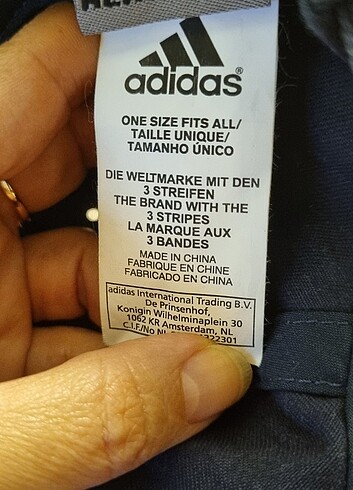 adidas®
ONE SIZE FITS ALL/
TAILLE UNIQUE/
TAMANHO ÚNICO
DIE WELTMARKE MIT DEN
3 STREIFEN
THE BRAND WITH THE
3 STRIPES
LA MARQUE AUX
3 BANDES
MADE IN CHINA
FABRIQUE EN CHINE
FABRICADO EN CHINA
adidas International Trading B.V.
De Prinsenhof,
Konigin Wilhelminaplein 30
1062 KR Amsterdam, NL
C.I.F./No